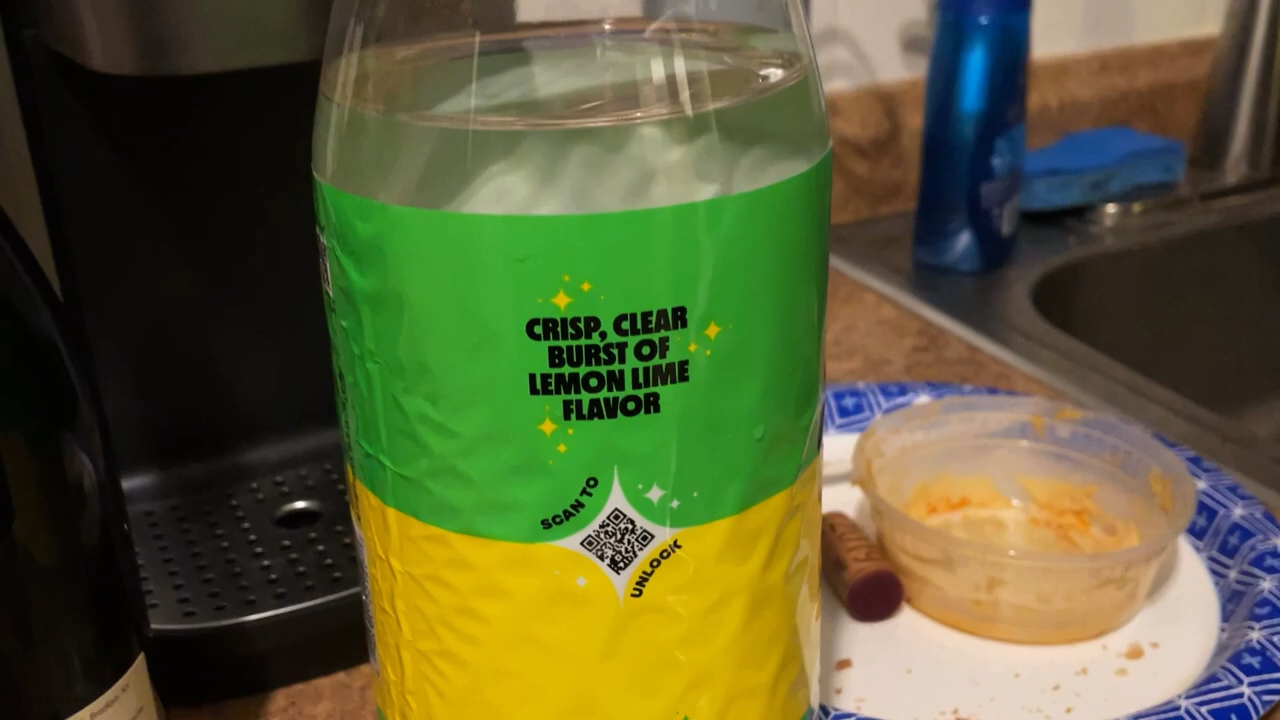 CRISP, CLEAR
BURST OF
LEMON LIME
FLAVOR
SCAN TO
UNLOCK